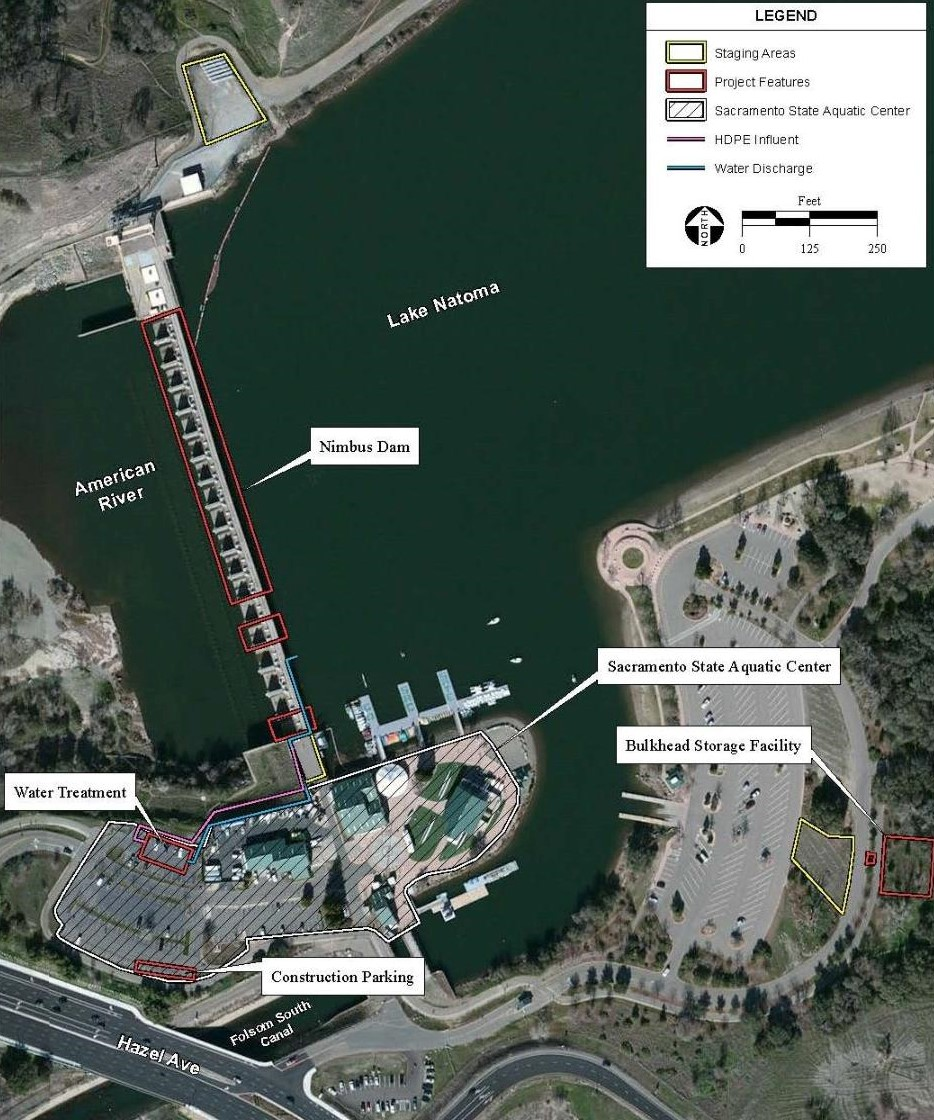 LEGEND
Staging Areas
Project Features
Sacramento State Aquatic Center
HDPE Influent
Water Discharge
Feet
NORTH
0 125 250
Lake Natoma
Nimbus Dam
American
River
Sacramento State Aquatic Center
Bulkhead Storage Facility
Water Treatment
Construction Parking
Folsom South
Canal
Hazel Ave